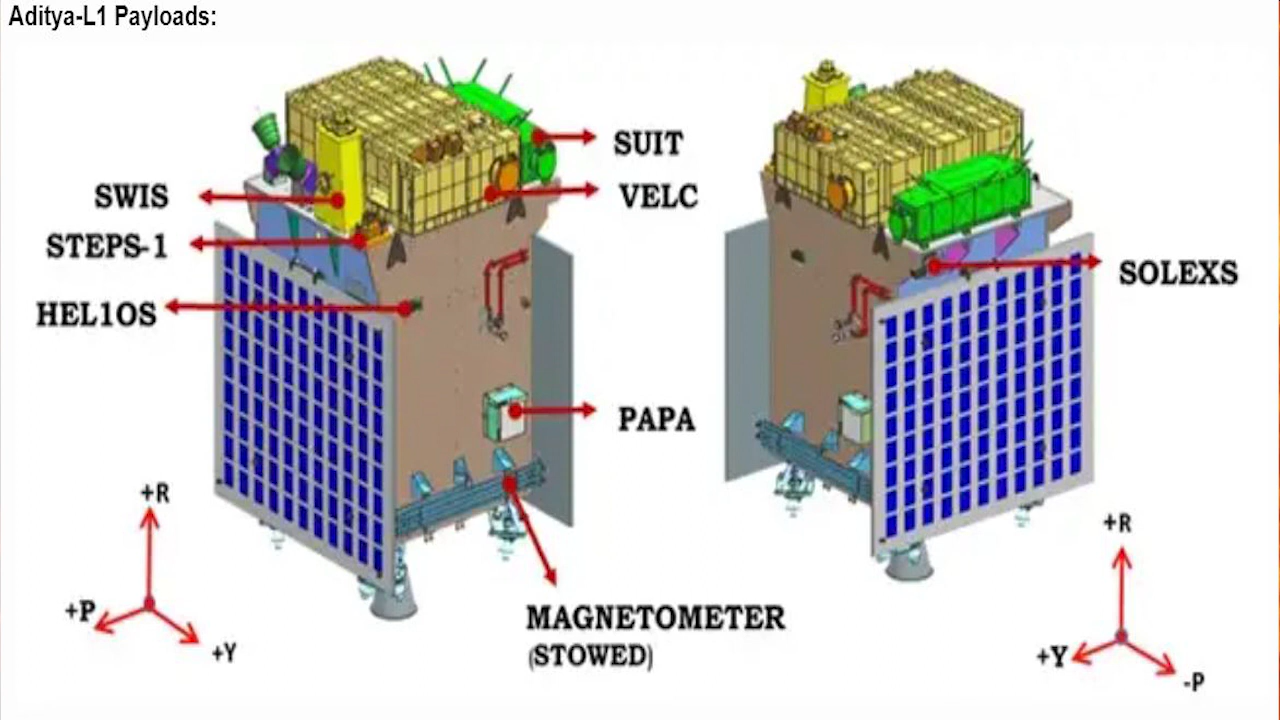 Aditya-L1 Payloads:
SUIT
SWIS
VELC
STEPS-1
SOLEXS
HEL1OS
PAPA
+R
+R
+P
+Y
MAGNETOMETER
(STOWED)
+Y
-P